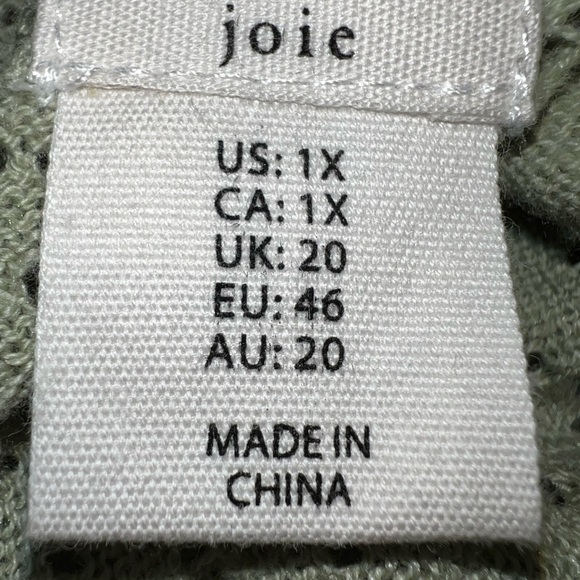 joie
US: 1X
CA: 1X
UK: 20
EU: 46
AU: 20
MADE IN
CHINA